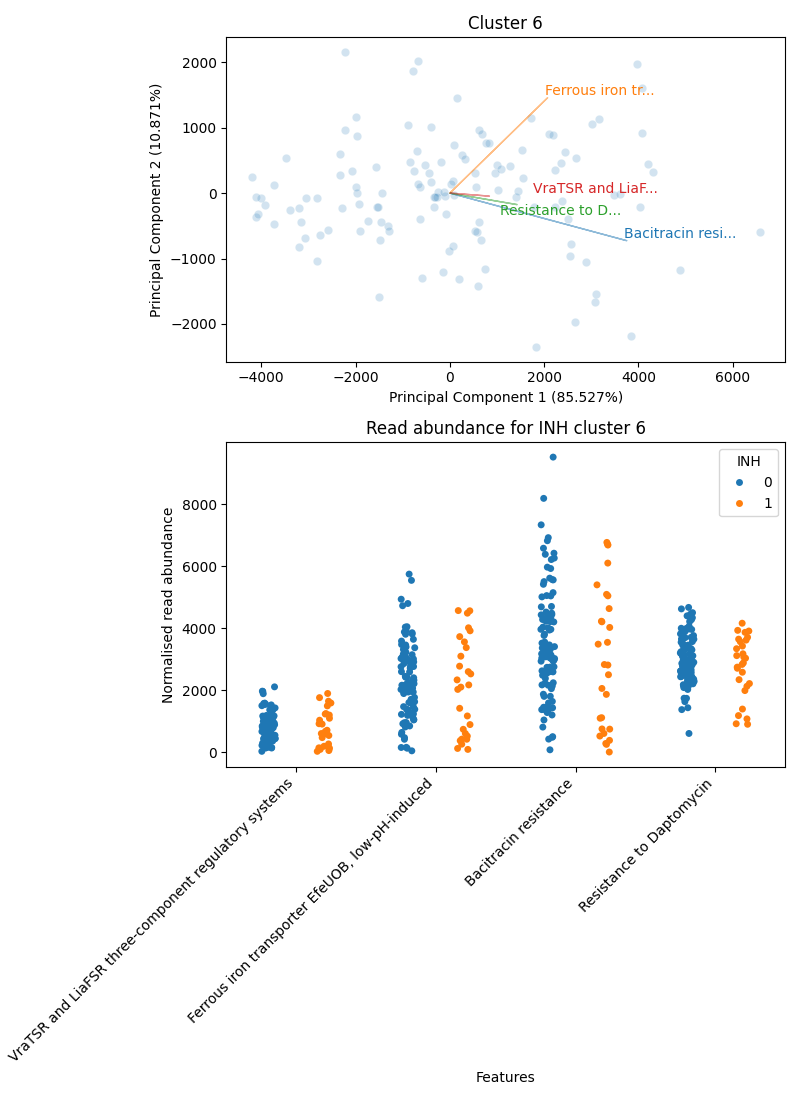 Cluster 6
Principal Component 2 (10.871%)
2000
1000
0
−1000
−2000
Ferrous iron tr...
VraTSR and LiaF...
Resistance to D...
Bacitracin resi...
−4000 −2000 0 2000 4000 6000
Principal Component 1 (85.527%)
Read abundance for INH cluster 6
Normalised read abundance
8000
6000
4000
2000
0
INH
0
1
VraTSR and LiaFSR three-component regulatory systems
Ferrous iron transporter EfeUOB, low-pH-induced
Bacitracin resistance
Resistance to Daptomycin
Features